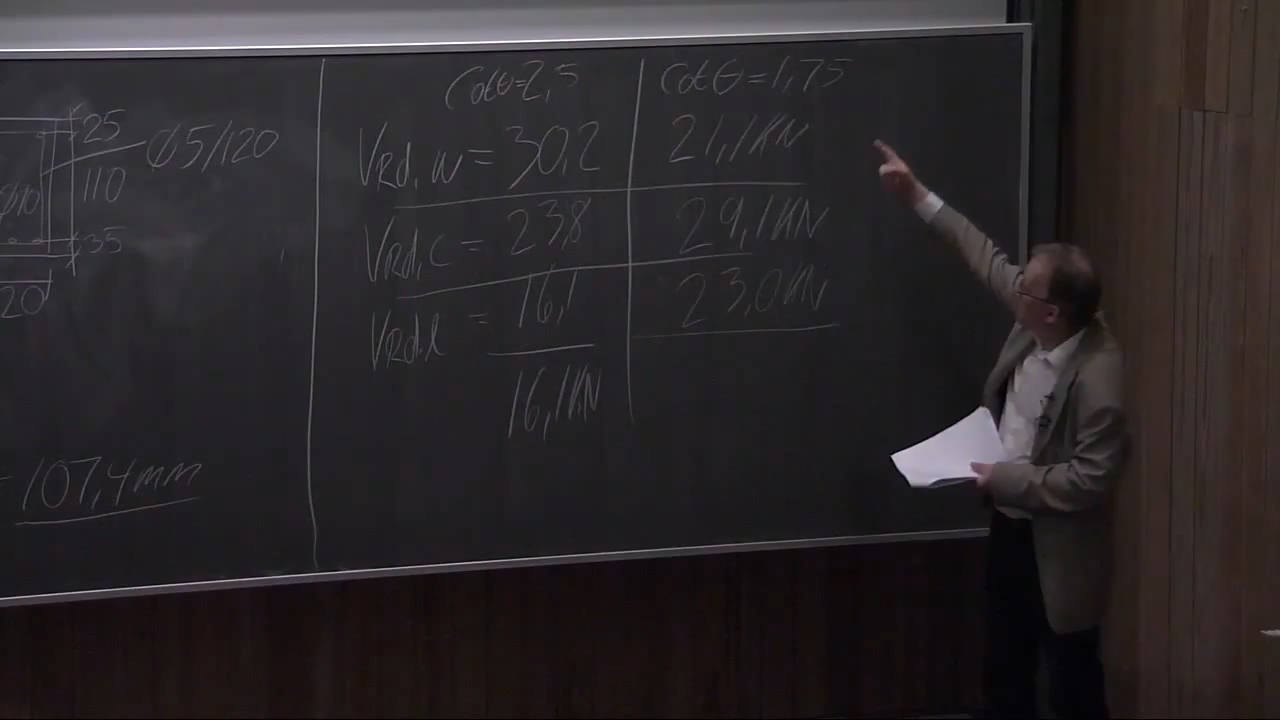 25
Ø5/120
110
Ø10
35
20
= 107,4mm
Cotθ=2,5
Cotθ=1,75
VRd,w = 30,2
21,1KN
VRd,c = 23,8
29,1KN
VRd,l = 16,1
23,0KN
16,1KN